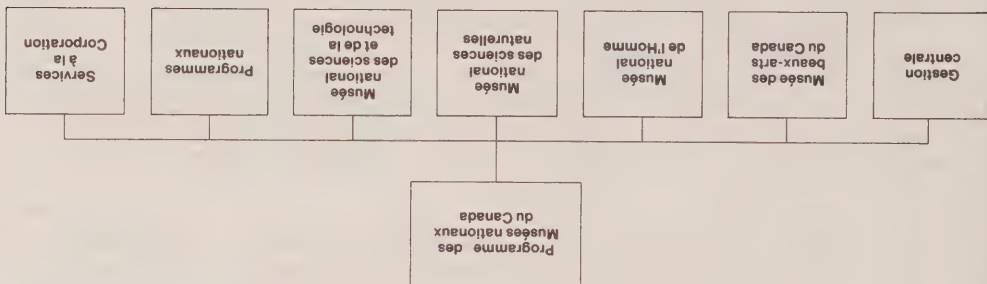 Programme des
Musées nationaux
du Canada
Gestion
centrale
Musée des
beaux-arts
du Canada
Musée
national
de l'Homme
Musée
national
des sciences
naturelles
Musée
national
des sciences
et de la
technologie
Programmes
nationaux
Services
à la
Corporation